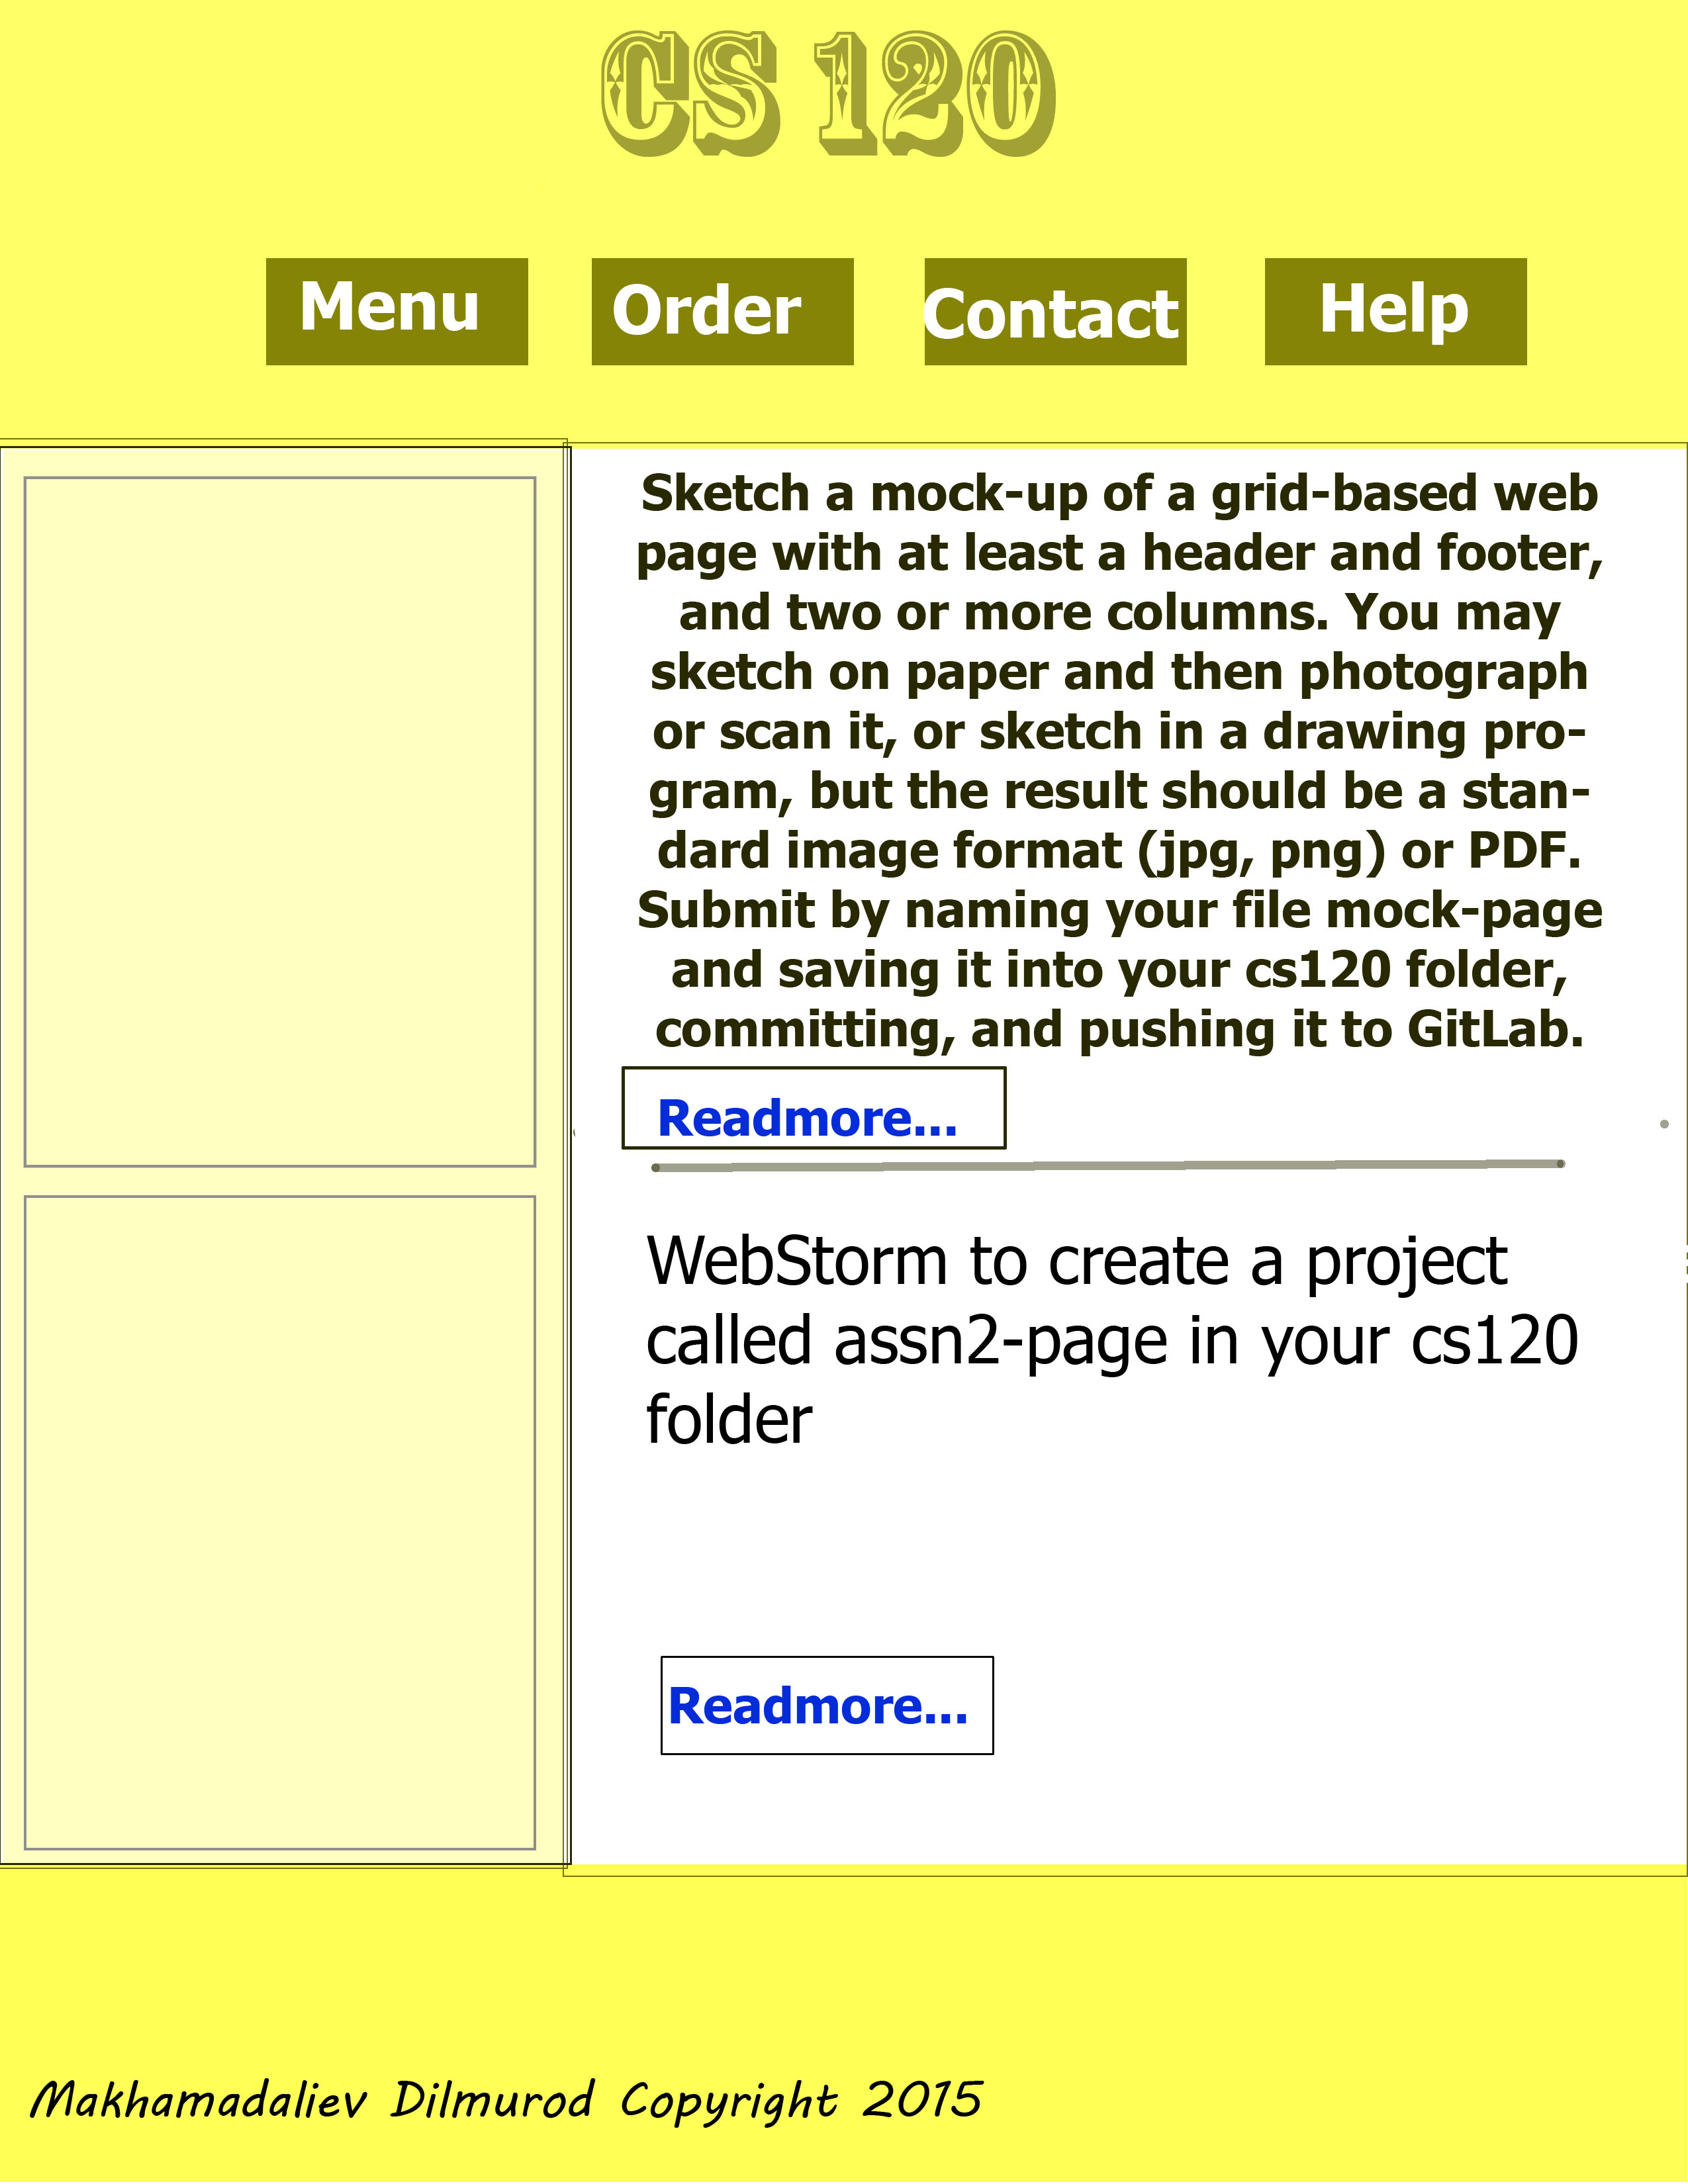 CS 120
Menu Order Contact Help
Sketch a mock-up of a grid-based web
page with at least a header and footer,
and two or more columns. You may
sketch on paper and then photograph
or scan it, or sketch in a drawing pro-
gram, but the result should be a stan-
dard image format (jpg, png) or PDF.
Submit by naming your file mock-page
and saving it into your cs120 folder,
committing, and pushing it to GitLab.
Readmore...
WebStorm to create a project
called assn2-page in your cs120
folder
Readmore...
Makhamadaliev Dilmurod Copyright 2015